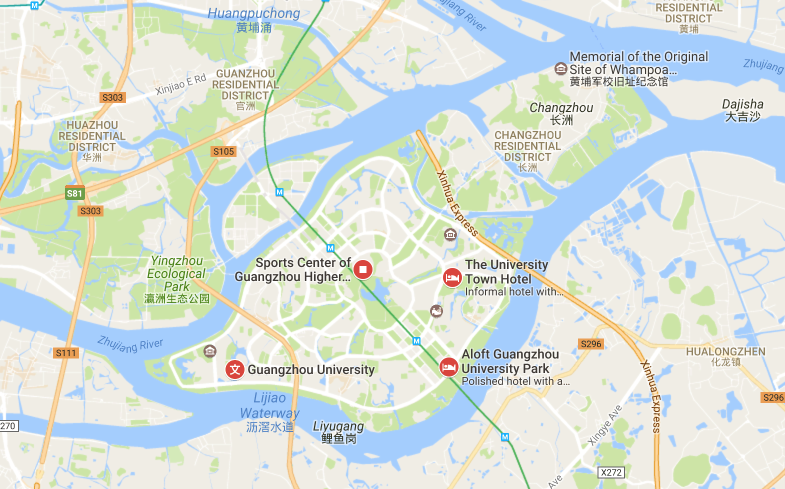 Huangpuchong
黄埔涌
RESIDENTIAL
DISTRICT
黄埔
M
Memorial of the Original
Site of Whampoa...
黄埔军校旧址纪念馆
Zhujiang
GUANZHOU
RESIDENTIAL
DISTRICT
官洲
Xinjiao E Rd
S303
Changzhou
长洲
Dajisha
大吉沙
HUAZHOU
RESIDENTIAL
DISTRICT
华洲
CHANGZHOU
RESIDENTIAL
DISTRICT
长洲
S105
S81
M
S303
Xinhua Express
M
Yingzhou
Ecological
Park
瀛洲生态公园
Sports Center of
Guangzhou Higher...
The University
Town Hotel
Informal hotel with...
Zhujiang River
M
S296
S111
HUALONGZHEN
化龙镇
Aloft Guangzhou
University Park
Polished hotel with a...
文
Guangzhou University
Xinhua Express
S296
Lijiao
Waterway
沥滘水道
Liyugang
鲤鱼岗
Xingye Ave
270
M
X272
Ave